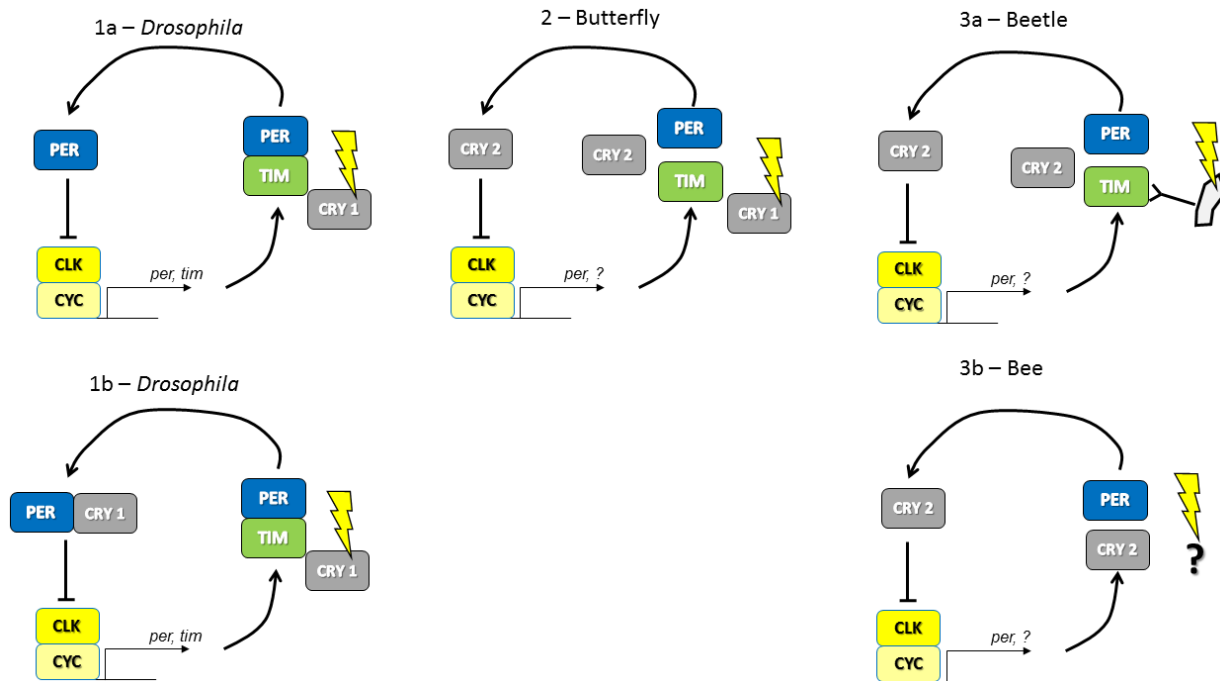 1a – Drosophila
PER
PER
TIM
CRY 1
CLK
CYC
per, tim
2 – Butterfly
CRY 2
CRY 2
PER
TIM
CRY 1
CLK
CYC
per, ?
3a – Beetle
CRY 2
CRY 2
PER
TIM
CLK
CYC
per, ?
1b – Drosophila
PER
CRY 1
PER
TIM
CRY 1
CLK
CYC
per, tim
3b – Bee
CRY 2
PER
CRY 2
?
CLK
CYC
per, ?